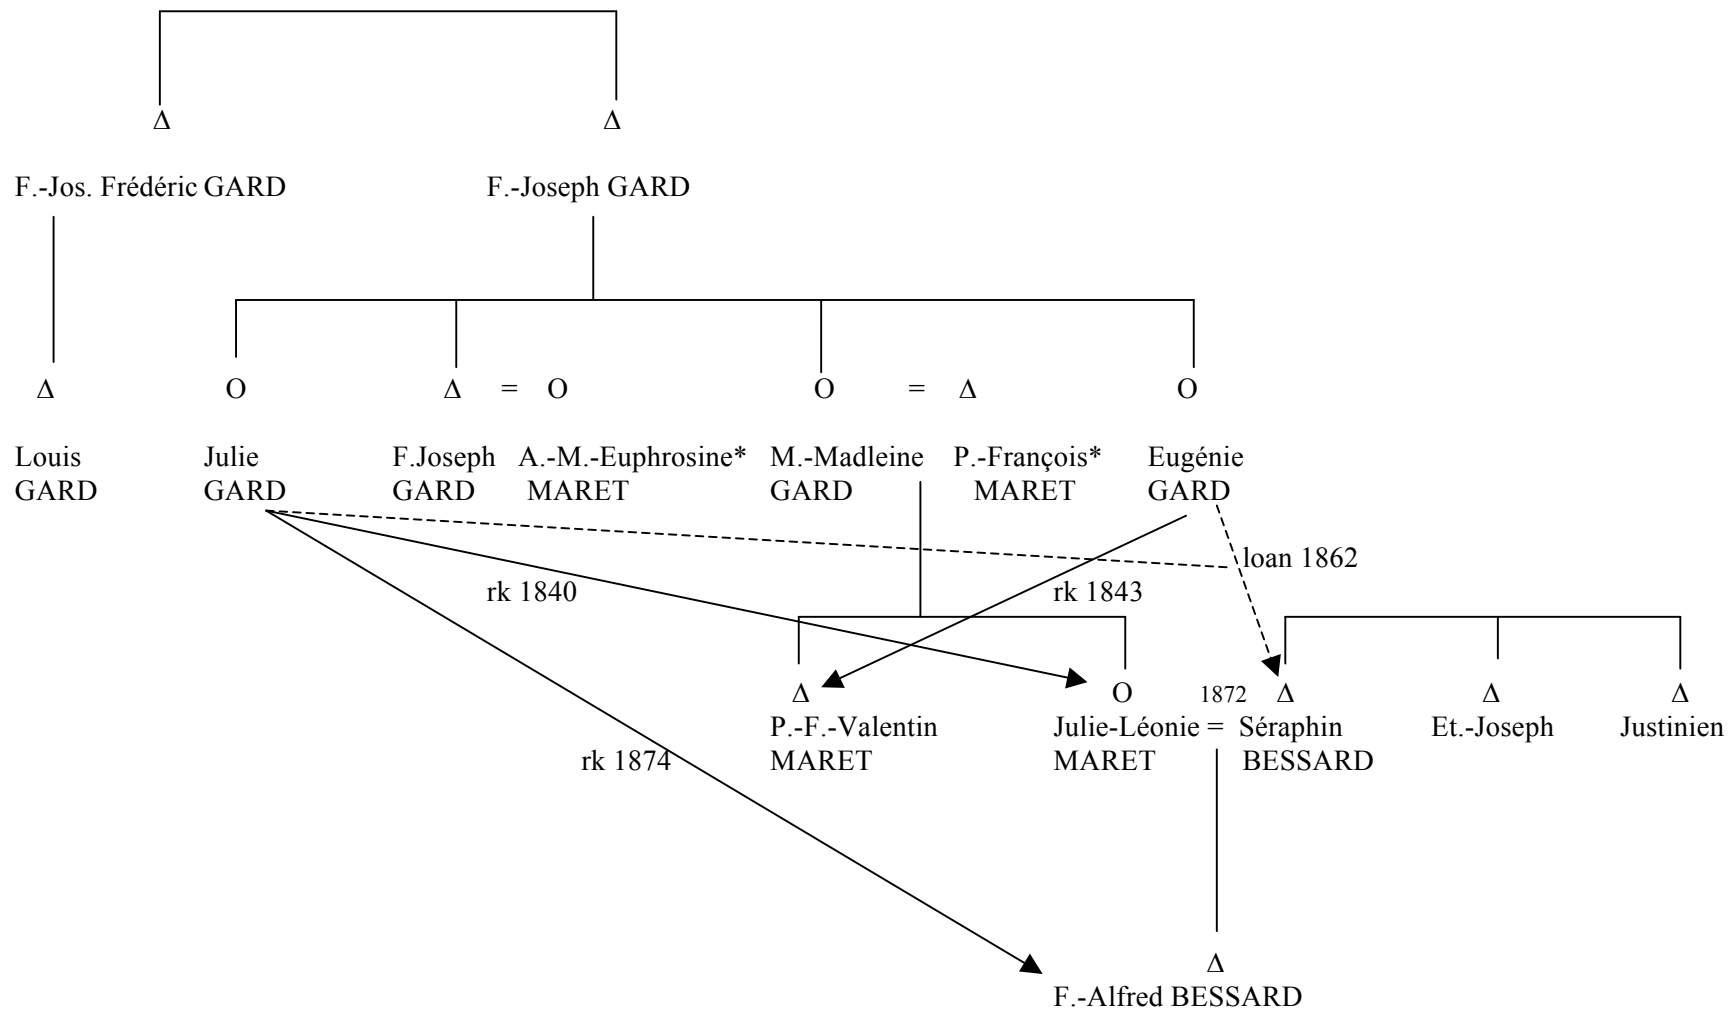 Δ Δ
F.-Jos. Frédéric GARD F.-Joseph GARD
Δ O Δ = O O = Δ O
Louis Julie F.Joseph A.-M.-Euphrosine* M.-Madleine P.-François* Eugénie
GARD GARD GARD MARET GARD MARET GARD
loan 1862
rk 1840 rk 1843
Δ O 1872 Δ Δ Δ
P.-F.-Valentin Julie-Léonie = Séraphin Et.-Joseph Justinien
MARET MARET BESSARD
rk 1874
Δ
F.-Alfred BESSARD